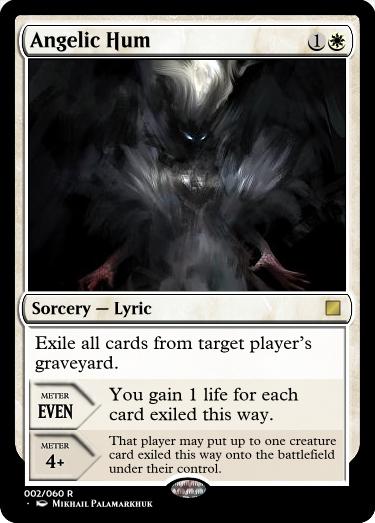 Angelic Hum 1
Sorcery — Lyric
Exile all cards from target player's
graveyard.
METER
EVEN
You gain 1 life for each
card exiled this way.
METER
4+
That player may put up to one creature
card exiled this way onto the battlefield
under their control.
002/060 R
• MIKHAIL PALAMARKHUK